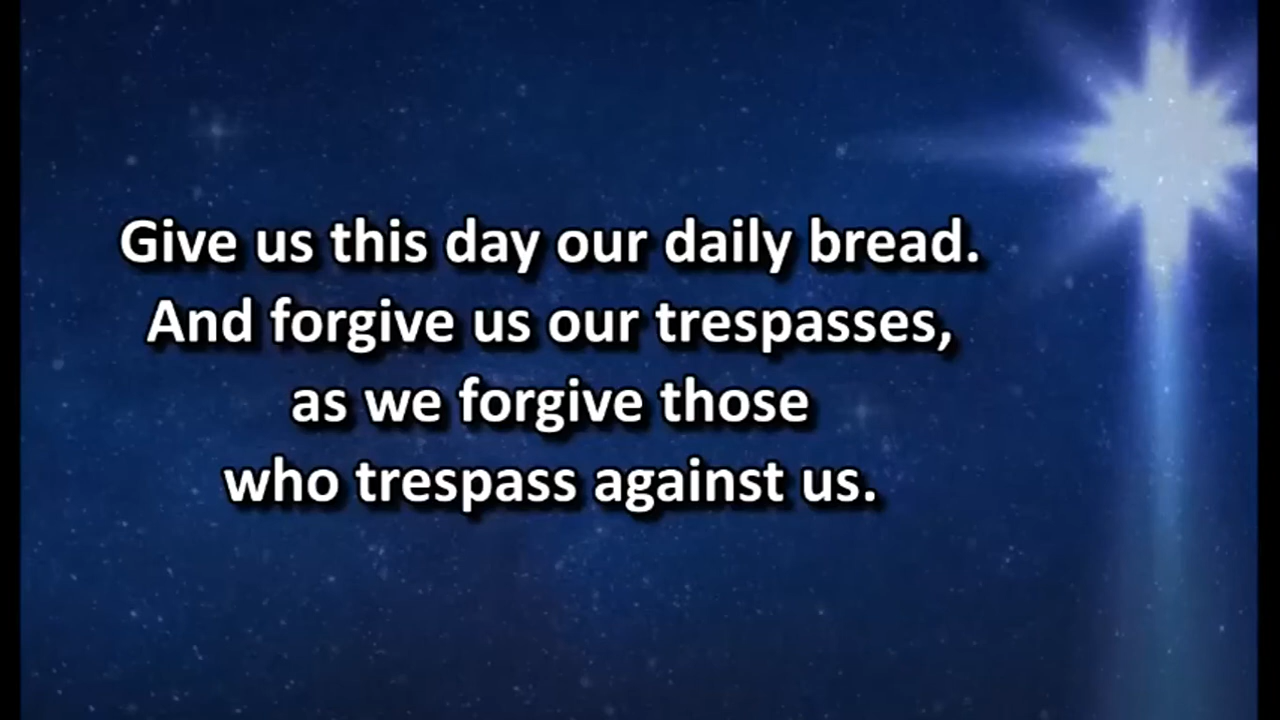 Give us this day our daily bread.
And forgive us our trespasses,
as we forgive those
who trespass against us.